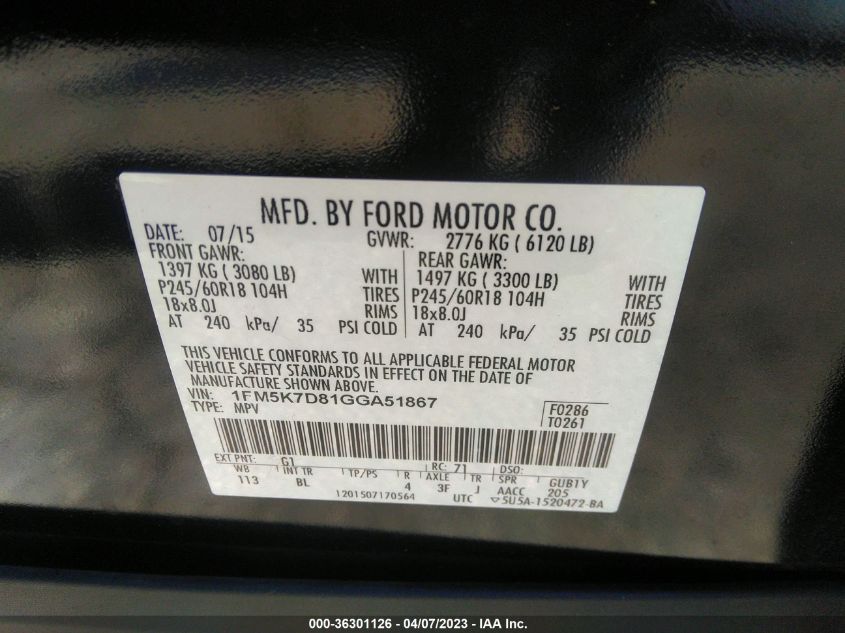 MFD. BY FORD MOTOR CO.
DATE: 07/15 GVWR: 2776 KG ( 6120 LB)
FRONT GAWR: REAR GAWR:
1397 KG ( 3080 LB) WITH 1497 KG ( 3300 LB) WITH
P245/60R18 104H TIRES P245/60R18 104H TIRES
18x8.0J RIMS 18x8.0J RIMS
AT 240 kPa/ 35 PSI COLD AT 240 kPa/ 35 PSI COLD
THIS VEHICLE CONFORMS TO ALL APPLICABLE FEDERAL MOTOR
VEHICLE SAFETY STANDARDS IN EFFECT ON THE DATE OF
MANUFACTURE SHOWN ABOVE.
VIN: 1FM5K7D81GGA51867 F0286
TYPE: MPV T0261
EXT PNT: G1 RC: 71 DSO:
WB INT TR TP/PS R AXLE TR SPR GUB1Y
113 BL 4 3F J AACC 205
1201507170564 UTC ▽5U5A-1520472-BA
000-36301126 - 04/07/2023 - IAA Inc.